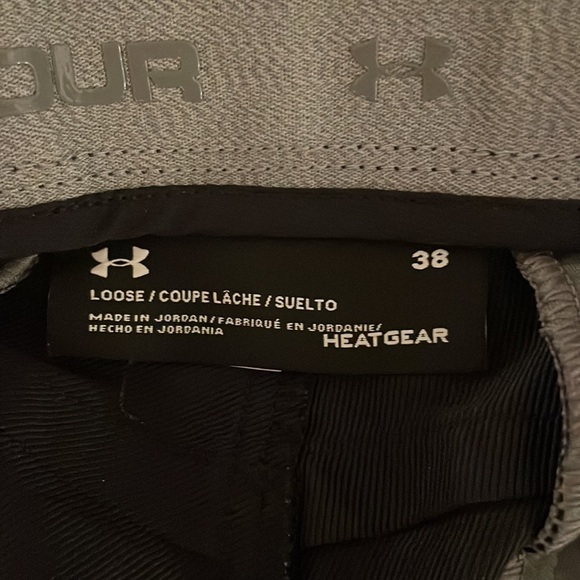 OUR
38
LOOSE / COUPE LÂCHE / SUELTO
MADE IN JORDAN / FABRIQUÉ EN JORDANIE/
HECHO EN JORDANIA
HEATGEAR